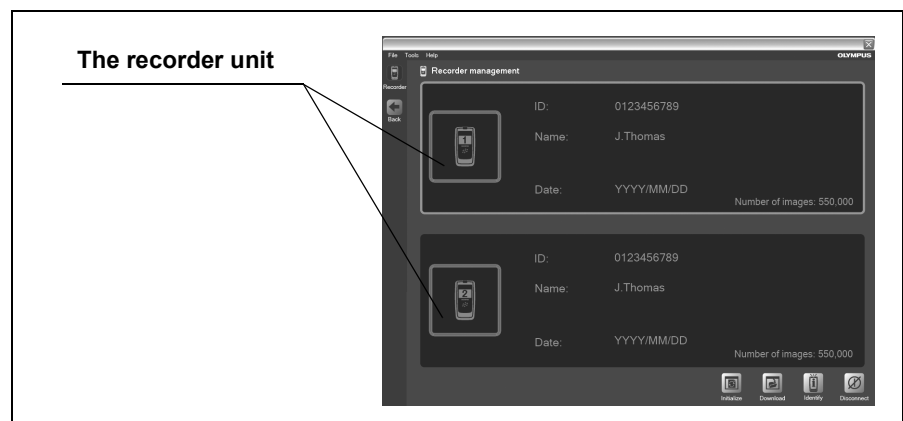 The recorder unit
File Tools Help
OLYMPUS
Recorder
Recorder management
Back
1
ID: 0123456789
Name: J.Thomas
Date: YYYY/MM/DD
Number of images: 550,000
2
ID: 0123456789
Name: J.Thomas
Date: YYYY/MM/DD
Number of images: 550,000
Initialize Download Identify Disconnect